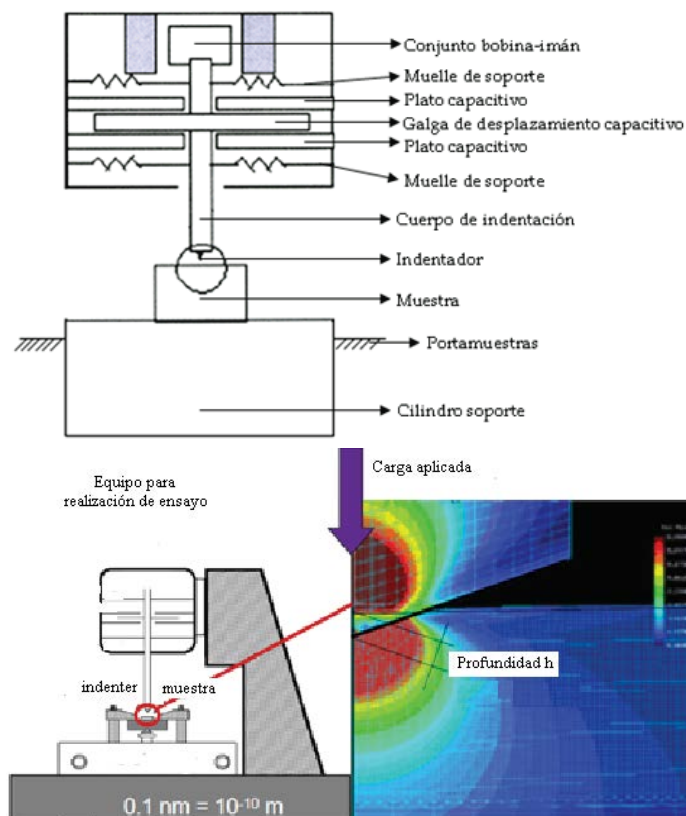 Conjunto bobina-imán
Muelle de soporte
Plato capacitivo
Galga de desplazamiento capacitivo
Plato capacitivo
Muelle de soporte
Cuerpo de indentación
Indentador
Muestra
Portamuestras
Cilindro soporte
Equipo para
realización de ensayo
Carga aplicada
Profundidad h
indenter
muestra
0.1 nm = 10⁻¹⁰ m